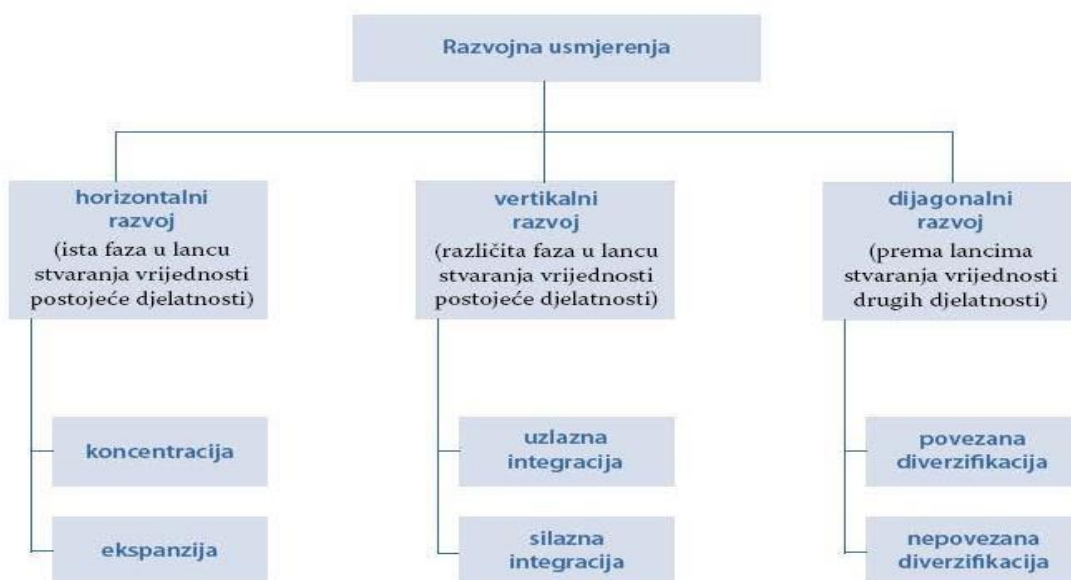 Razvojna usmjerenja
horizontalni
razvoj
(ista faza u lancu
stvaranja vrijednosti
postojeće djelatnosti)
koncentracija
ekspanzija
vertikalni
razvoj
(različita faza u lancu
stvaranja vrijednosti
postojeće djelatnosti)
uzlazna
integracija
silazna
integracija
dijagonalni
razvoj
(prema lancima
stvaranja vrijednosti
drugih djelatnosti)
povezana
diverzifikacija
nepovezana
diverzifikacija